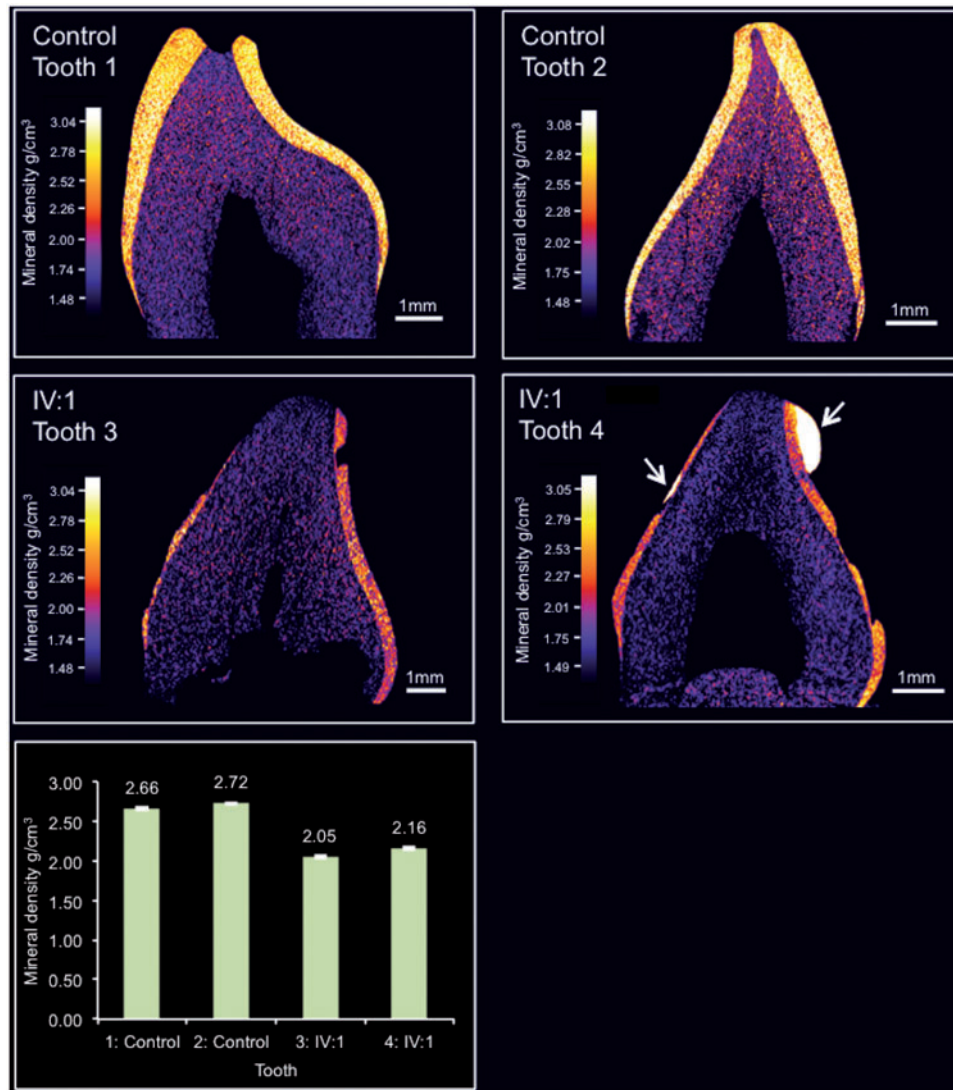 Control
Tooth 1
Mineral density g/cm³
3.04
2.78
2.52
2.26
2.00
1.74
1.48
1mm
Control
Tooth 2
Mineral density g/cm³
3.08
2.82
2.55
2.28
2.02
1.75
1.48
1mm
IV:1
Tooth 3
Mineral density g/cm³
3.04
2.78
2.52
2.26
2.00
1.74
1.48
1mm
IV:1
Tooth 4
Mineral density g/cm³
3.05
2.79
2.53
2.27
2.01
1.75
1.49
1mm
Mineral density g/cm³
3.00
2.50
2.00
1.50
1.00
0.50
0.00
2.66
2.72
2.05
2.16
1: Control
2: Control
3: IV:1
4: IV:1
Tooth